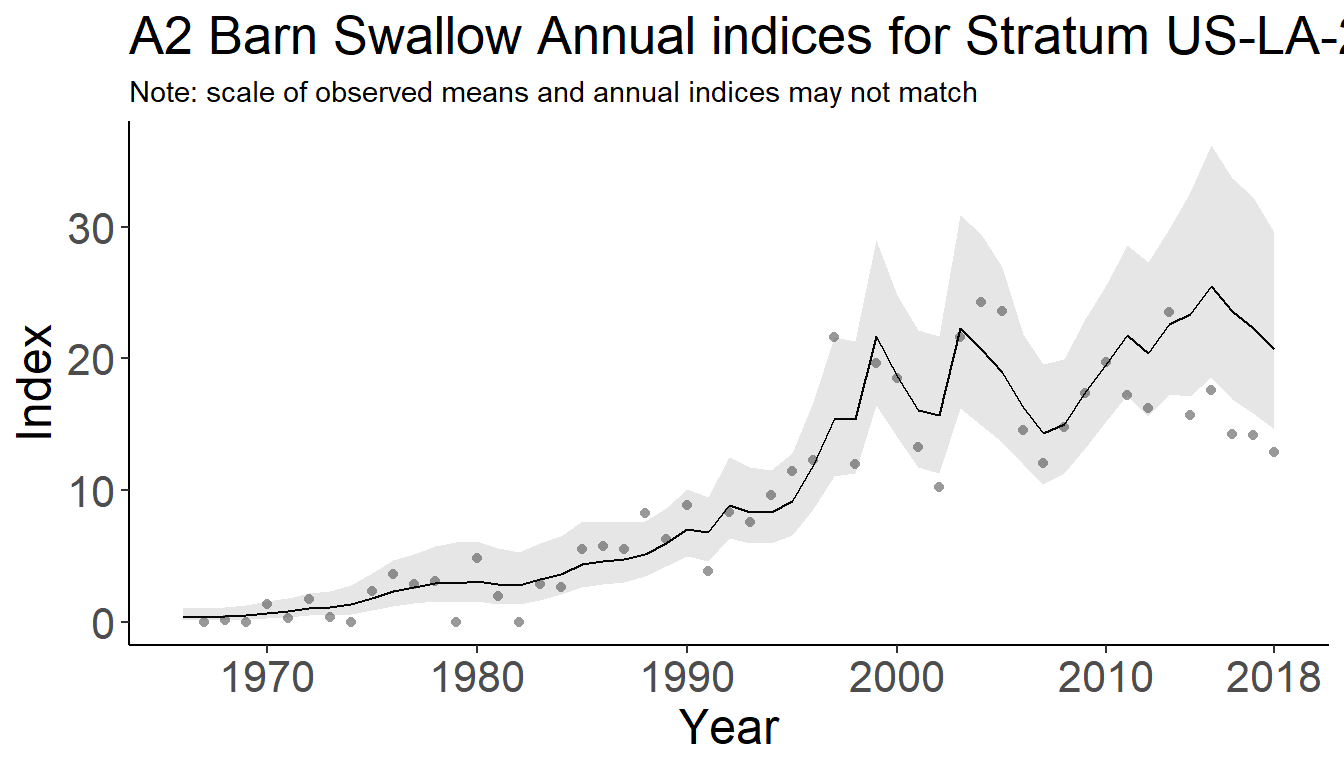 A2 Barn Swallow Annual indices for Stratum US-LA-2
Note: scale of observed means and annual indices may not match
30
20
10
0
Index
1970 1980 1990 2000 2010 2018
Year